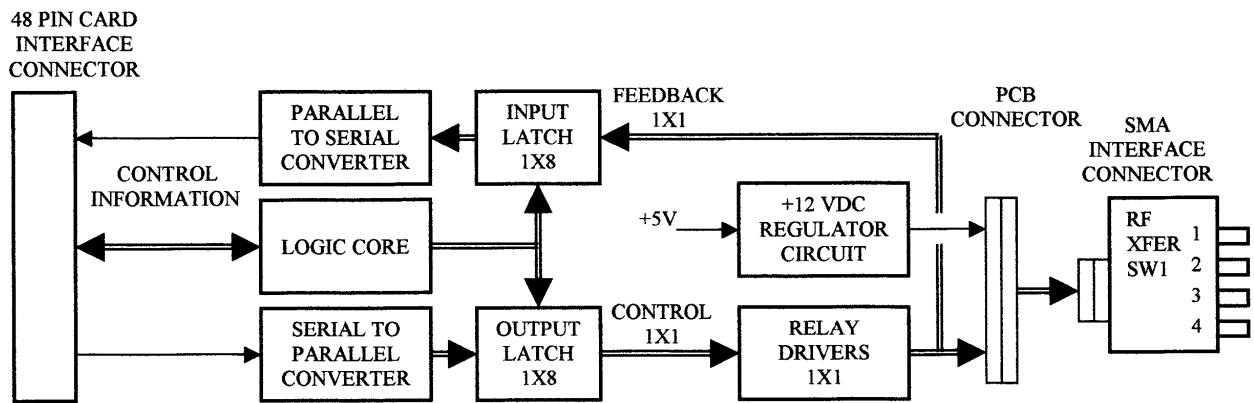 48 PIN CARD
INTERFACE
CONNECTOR
PARALLEL
TO SERIAL
CONVERTER
INPUT
LATCH
1X8
FEEDBACK
1X1
PCB
CONNECTOR
SMA
INTERFACE
CONNECTOR
CONTROL
INFORMATION
LOGIC CORE
+5V
+12 VDC
REGULATOR
CIRCUIT
RF
XFER
SW1
1
2
3
4
SERIAL TO
PARALLEL
CONVERTER
OUTPUT
LATCH
1X8
CONTROL
1X1
RELAY
DRIVERS
1X1